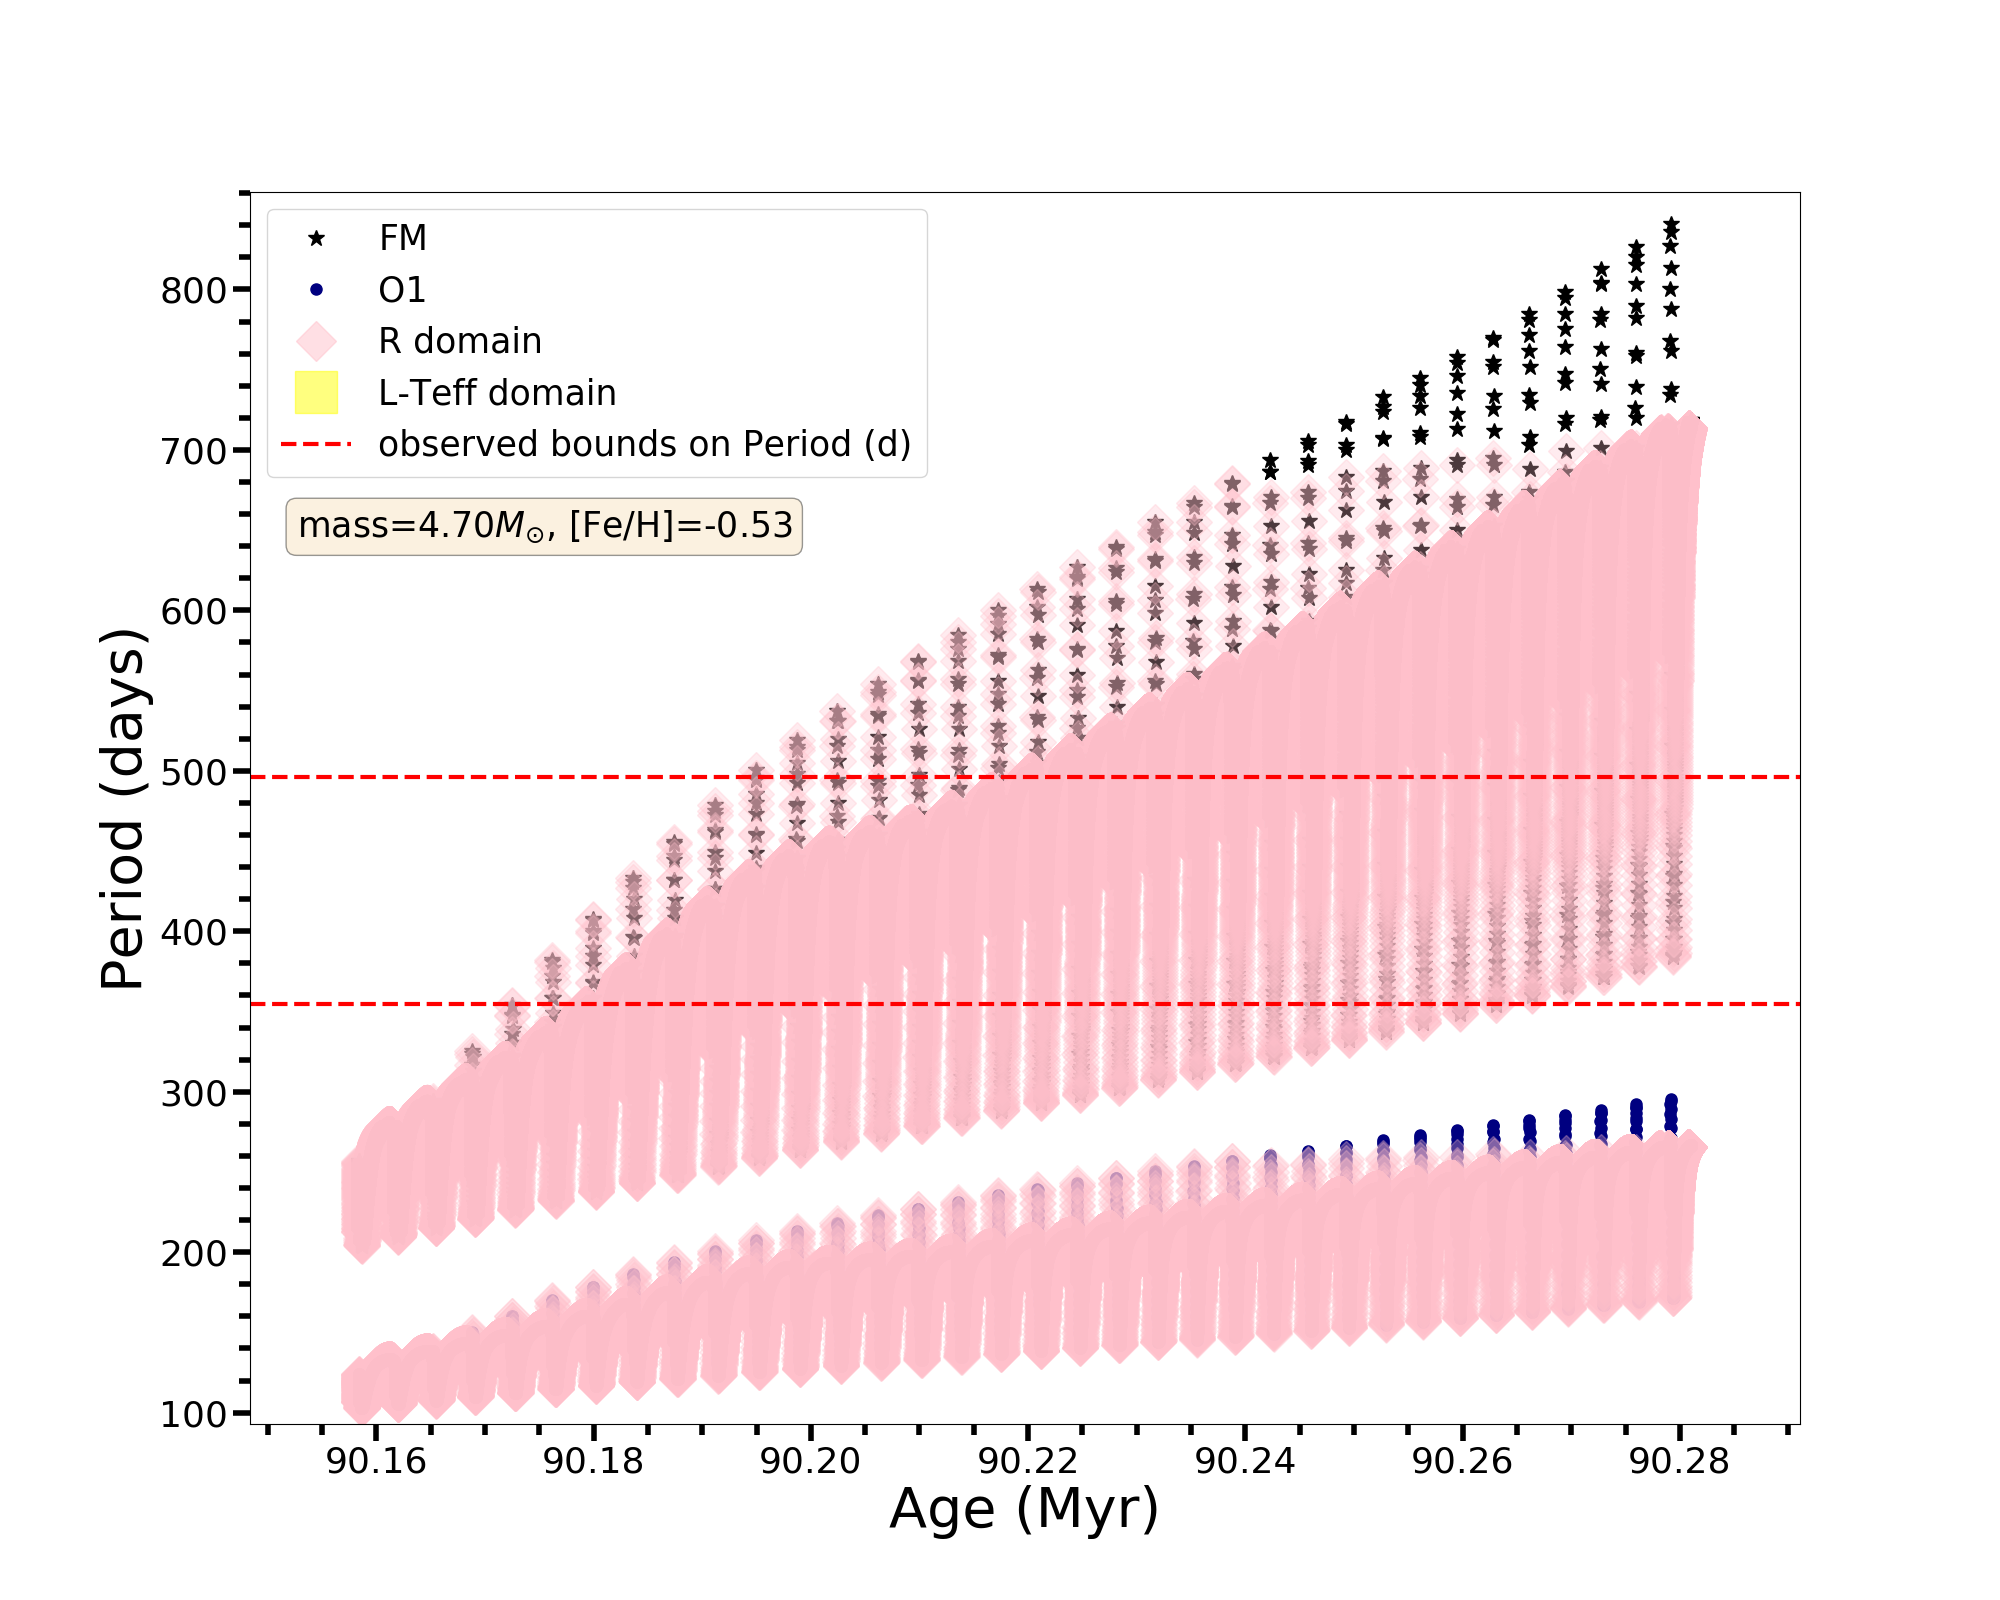 FM
O1
R domain
L-Teff domain
observed bounds on Period (d)
mass=4.70M☉, [Fe/H]=-0.53
800
700
600
500
400
300
200
100
Period (days)
90.16 90.18 90.20 90.22 90.24 90.26 90.28
Age (Myr)